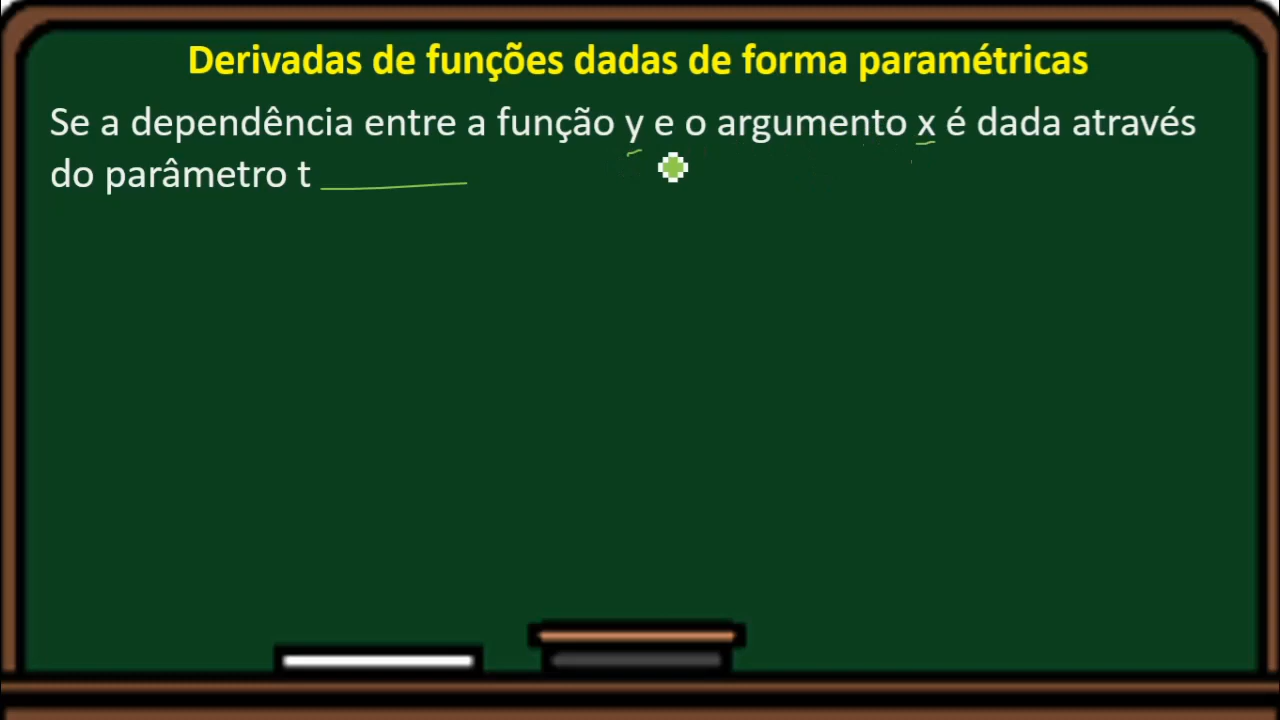 Derivadas de funções dadas de forma paramétricas
Se a dependência entre a função y e o argumento x é dada através
do parâmetro t